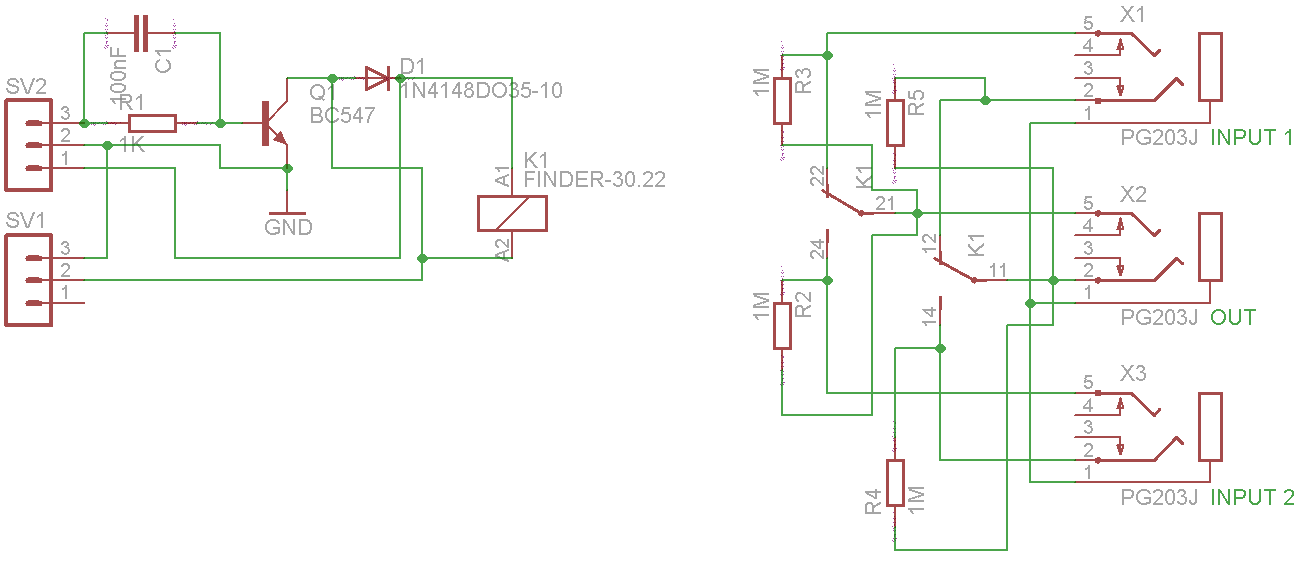 SV2
3
2
1
100nF
C1
R1
1K
Q1
BC547
GND
D1
1N4148DO35-10
SV1
3
2
1
K1
FINDER-30.22
A1
A2
1M
R3
1M
R5
22
K1
21
24
12
K1
11
14
1M
R2
R4
1M
X1
5
4
3
2
1
PG203J INPUT 1
X2
5
4
3
2
1
PG203J OUT
X3
5
4
3
2
1
PG203J INPUT 2